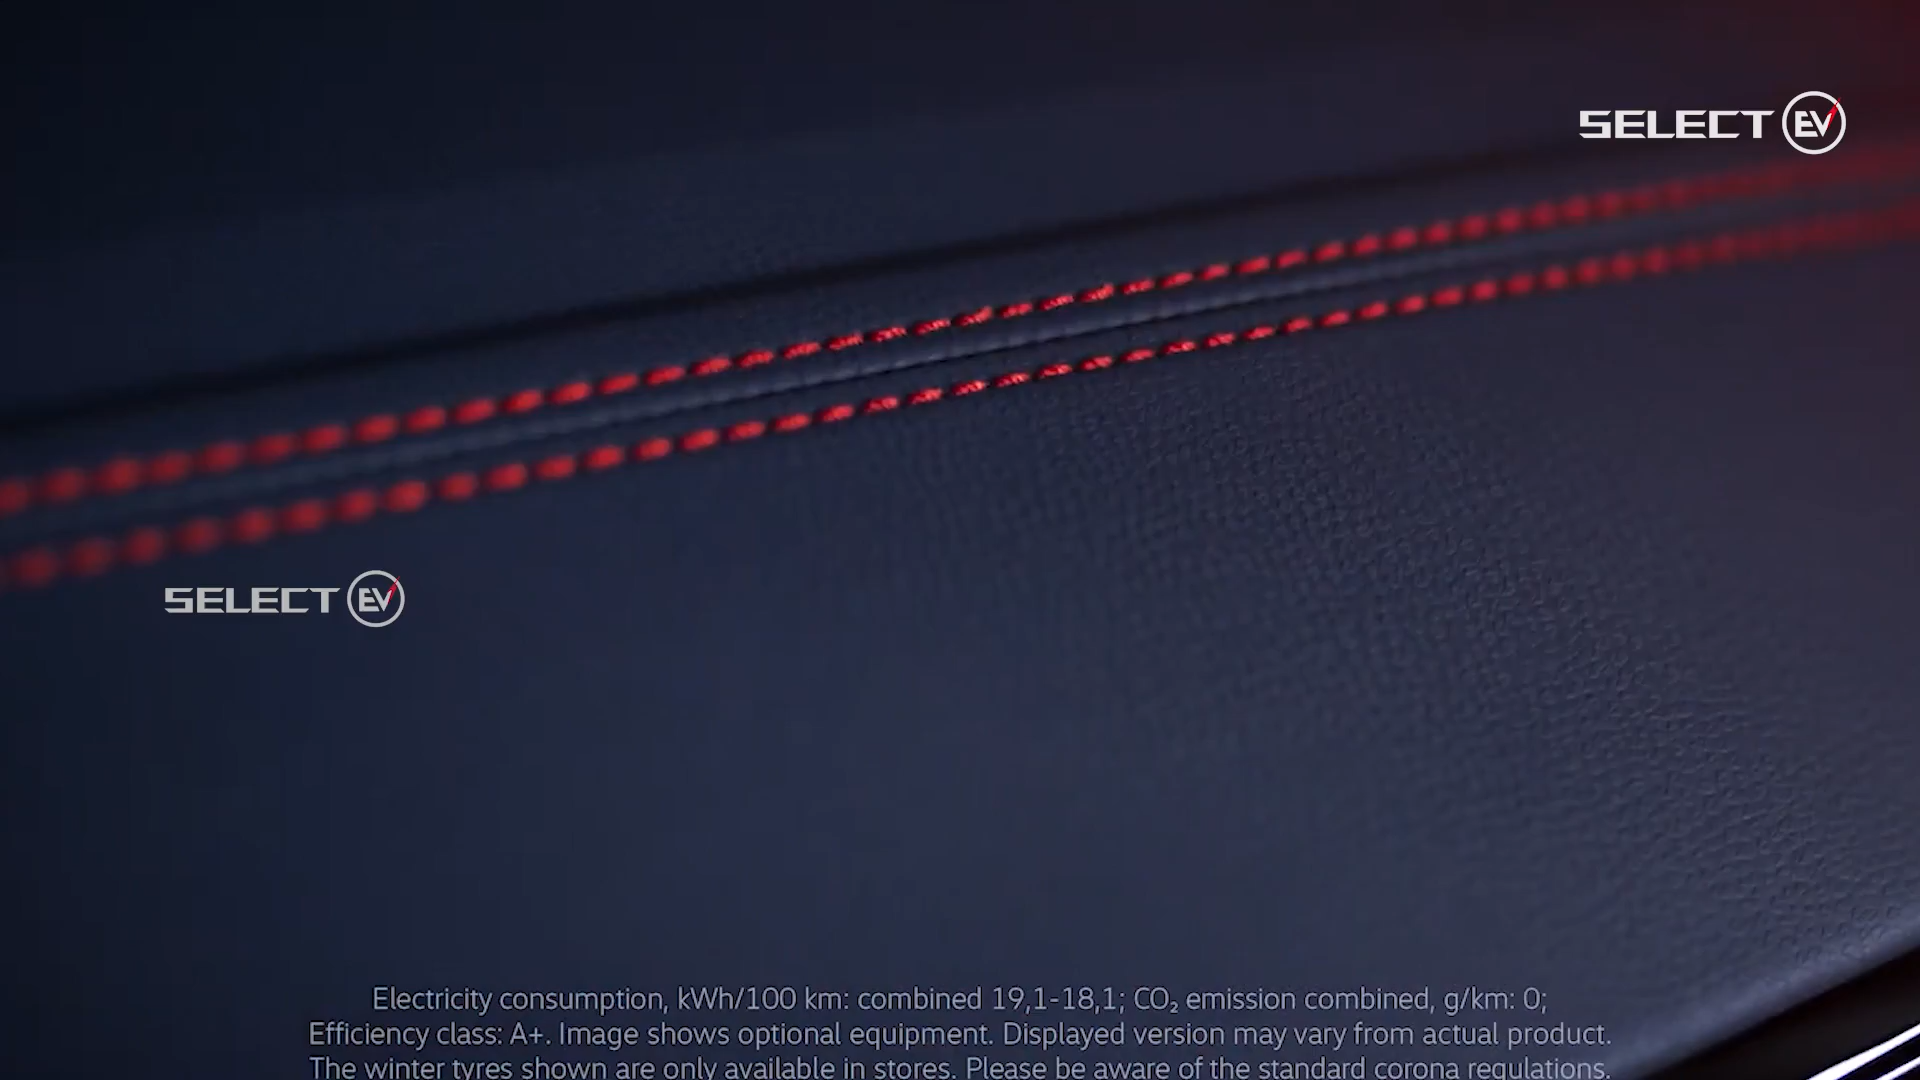 SELECT EV
SELECT EV
Electricity consumption, kWh/100 km: combined 19,1-18,1; CO₂ emission combined, g/km: 0;
Efficiency class: A+. Image shows optional equipment. Displayed version may vary from actual product.
The winter tyres shown are only available in stores. Please be aware of the standard corona regulations.